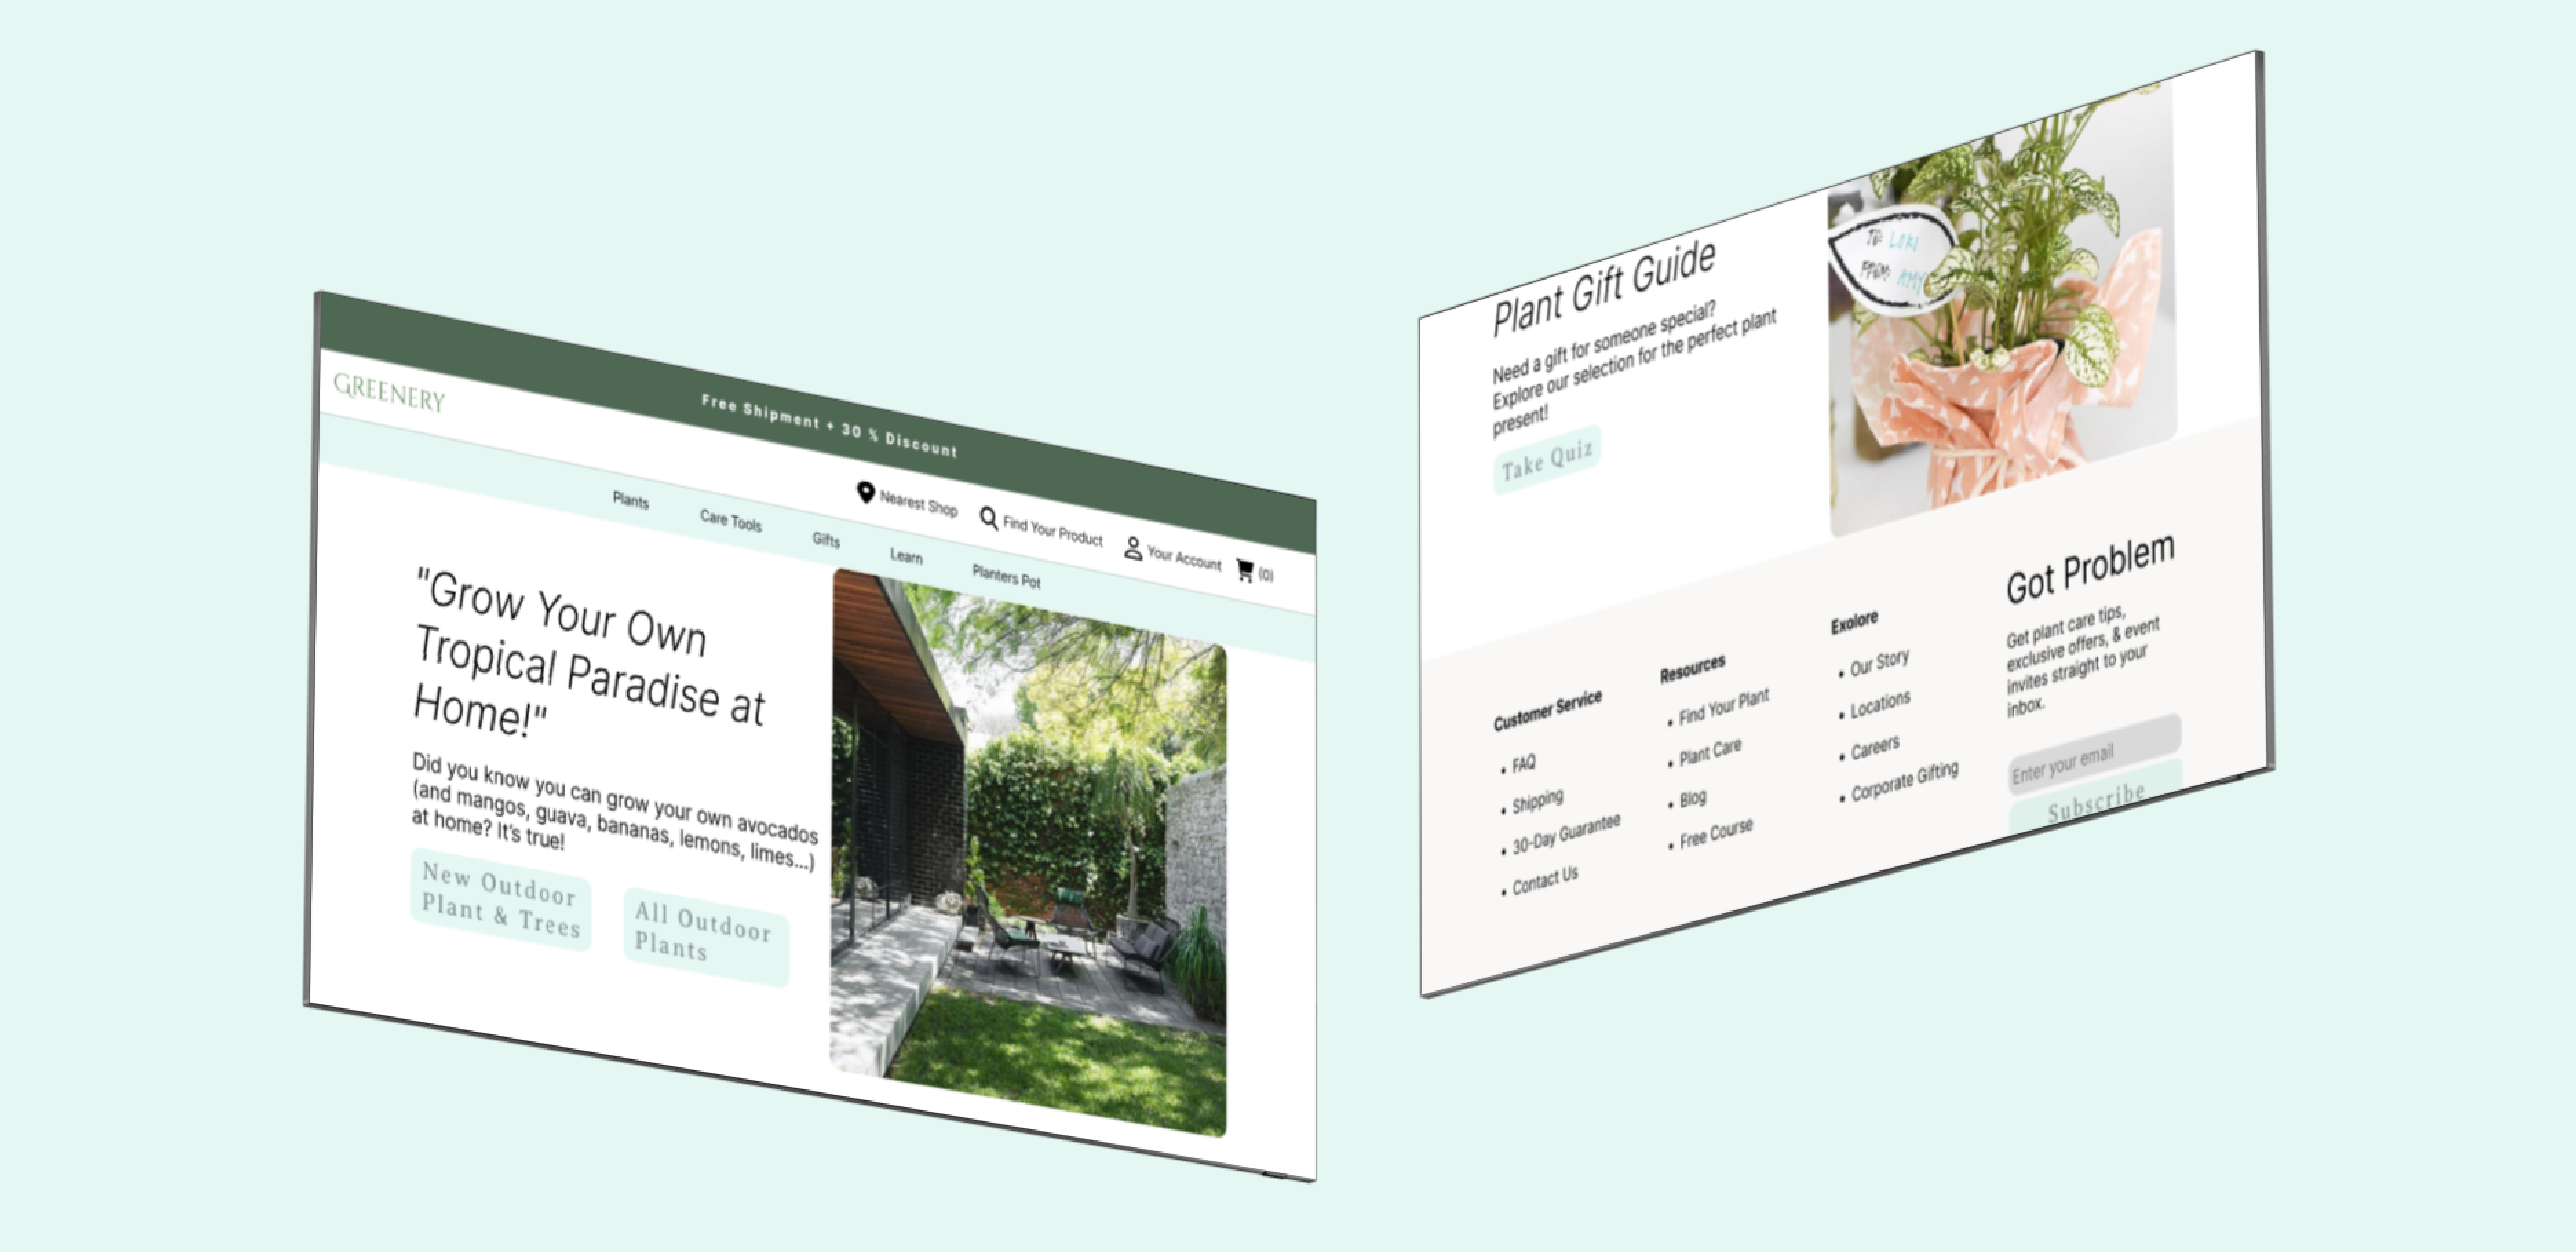 Free Shipment + 30 % Discount
GREENERY
Nearest Shop
Find Your Product
Your Account
(0)
Plants
Care Tools
Gifts
Learn
Planters Pot
"Grow Your Own
Tropical Paradise at
Home!"
Did you know you can grow your own avocados
(and mangos, guava, bananas, lemons, limes...)
at home? It's true!
New Outdoor
Plant & Trees
All Outdoor
Plants
Plant Gift Guide
Need a gift for someone special?
Explore our selection for the perfect plant
present!
Take Quiz
TO: LOKI
FROM: AMY
Customer Service
• FAQ
• Shipping
• 30-Day Guarantee
• Contact Us
Resources
• Find Your Plant
• Plant Care
• Blog
• Free Course
Exolore
• Our Story
• Locations
• Careers
• Corporate Gifting
Got Problem
Get plant care tips,
exclusive offers, & event
invites straight to your
inbox.
Enter your email
Subscribe